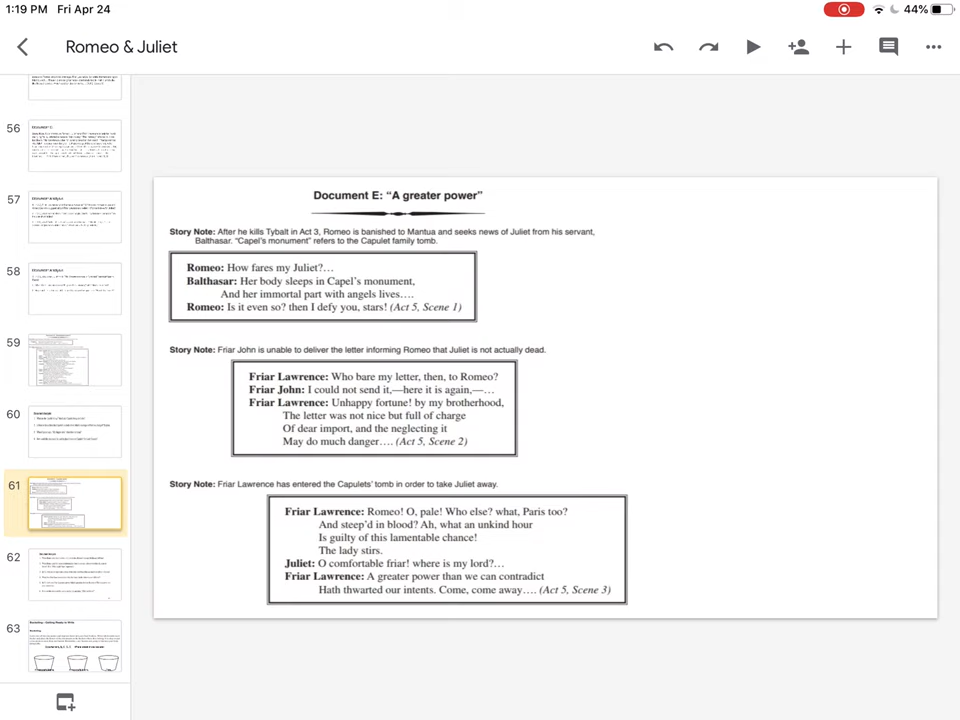 1:19 PM Fri Apr 24
44%
Romeo & Juliet
56
57
58
59
60
61
62
63
Document E: “A greater power”
Story Note: After he kills Tybalt in Act 3, Romeo is banished to Mantua and seeks news of Juliet from his servant,
Balthasar. “Capel’s monument” refers to the Capulet family tomb.
Romeo: How fares my Juliet?…
Balthasar: Her body sleeps in Capel’s monument,
And her immortal part with angels lives….
Romeo: Is it even so? then I defy you, stars! (Act 5, Scene 1)
Story Note: Friar John is unable to deliver the letter informing Romeo that Juliet is not actually dead.
Friar Lawrence: Who bare my letter, then, to Romeo?
Friar John: I could not send it,—here it is again,—…
Friar Lawrence: Unhappy fortune! by my brotherhood,
The letter was not nice but full of charge
Of dear import, and the neglecting it
May do much danger…. (Act 5, Scene 2)
Story Note: Friar Lawrence has entered the Capulets’ tomb in order to take Juliet away.
Friar Lawrence: Romeo! O, pale! Who else? what, Paris too?
And steep’d in blood? Ah, what an unkind hour
Is guilty of this lamentable chance!
The lady stirs.
Juliet: O comfortable friar! where is my lord?…
Friar Lawrence: A greater power than we can contradict
Hath thwarted our intents. Come, come away…. (Act 5, Scene 3)